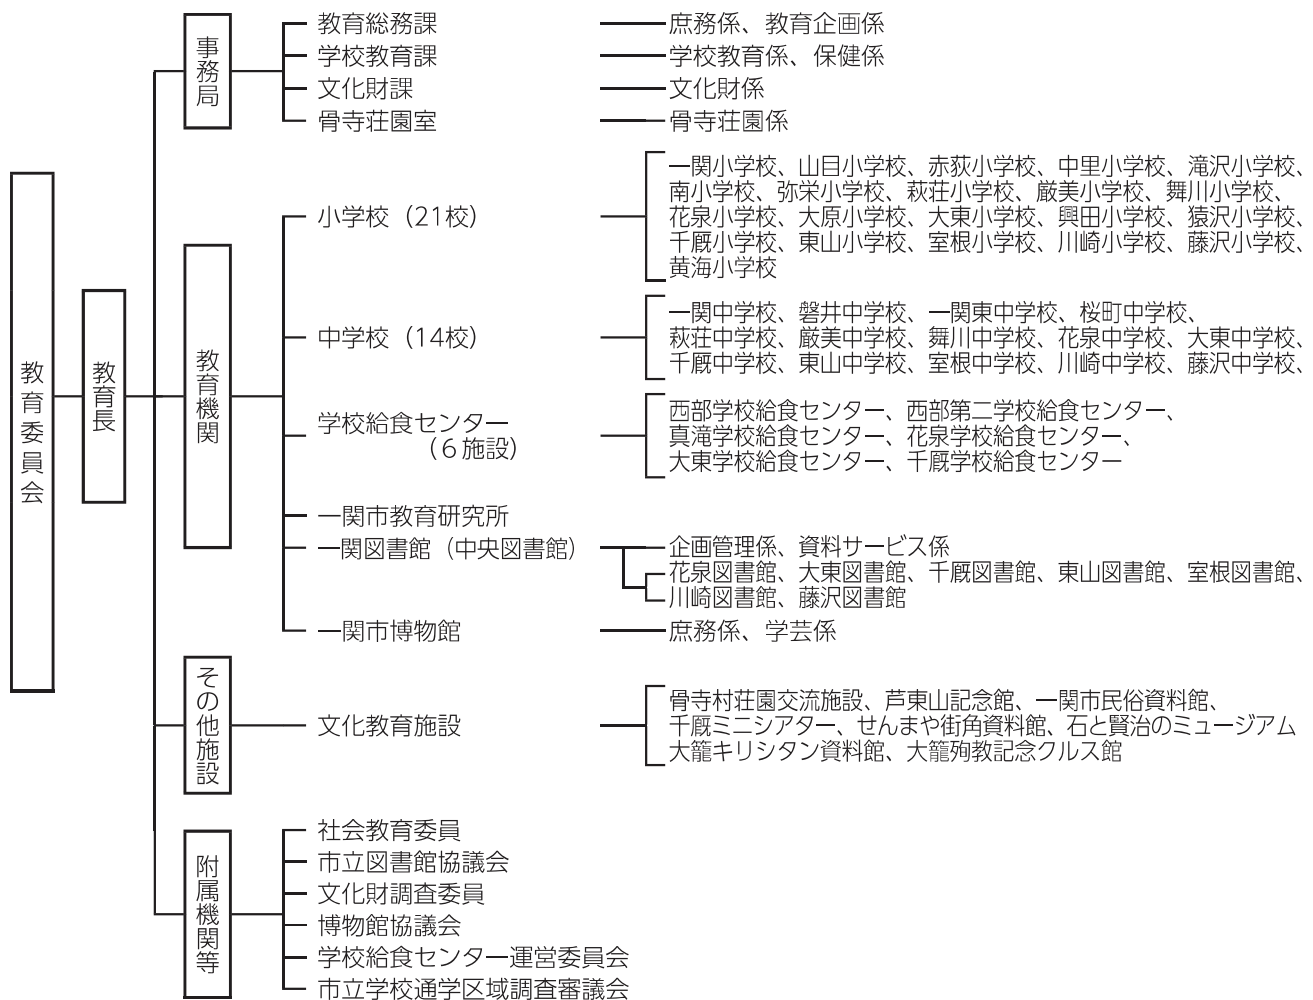 教育委員会
教育長
事務局
教育総務課
庶務係、教育企画係
学校教育課
学校教育係、保健係
文化財課
文化財係
骨寺荘園室
骨寺荘園係
教育機関
小学校（21校）
一関小学校、山目小学校、赤荻小学校、中里小学校、滝沢小学校、
南小学校、弥栄小学校、萩荘小学校、厳美小学校、舞川小学校、
花泉小学校、大原小学校、大東小学校、興田小学校、猿沢小学校、
千厩小学校、東山小学校、室根小学校、川崎小学校、藤沢小学校、
黄海小学校
中学校（14校）
一関中学校、磐井中学校、一関東中学校、桜町中学校、
萩荘中学校、厳美中学校、舞川中学校、花泉中学校、大東中学校、
千厩中学校、東山中学校、室根中学校、川崎中学校、藤沢中学校、
学校給食センター
（６施設）
西部学校給食センター、西部第二学校給食センター、
真滝学校給食センター、花泉学校給食センター、
大東学校給食センター、千厩学校給食センター
一関市教育研究所
一関図書館（中央図書館）
企画管理係、資料サービス係
花泉図書館、大東図書館、千厩図書館、東山図書館、室根図書館、
川崎図書館、藤沢図書館
一関市博物館
庶務係、学芸係
その他施設
文化教育施設
骨寺村荘園交流施設、芦東山記念館、一関市民俗資料館、
千厩ミニシアター、せんまや街角資料館、石と賢治のミュージアム
大籠キリシタン資料館、大籠殉教記念クルス館
附属機関等
社会教育委員
市立図書館協議会
文化財調査委員
博物館協議会
学校給食センター運営委員会
市立学校通学区域調査審議会